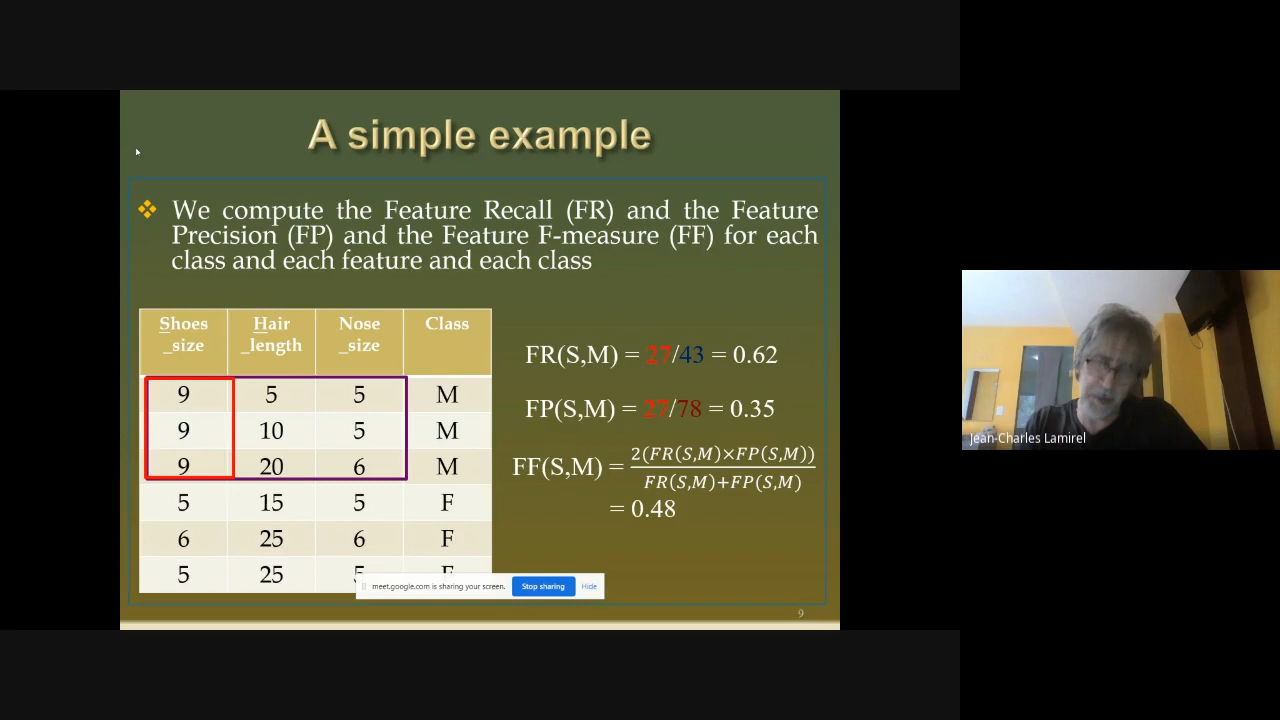 A simple example
We compute the Feature Recall (FR) and the Feature
Precision (FP) and the Feature F-measure (FF) for each
class and each feature and each class
Shoes _size Hair _length Nose _size Class
9 5 5 M
9 10 5 M
9 20 6 M
5 15 5 F
6 25 6 F
5 25
FR(S,M) = 27/43 = 0.62
FP(S,M) = 27/78 = 0.35
FF(S,M) = 2(FR(S,M)×FP(S,M)) / FR(S,M)+FP(S,M)
= 0.48
meet.google.com is sharing your screen. Stop sharing Hide
9
Jean-Charles Lamirel